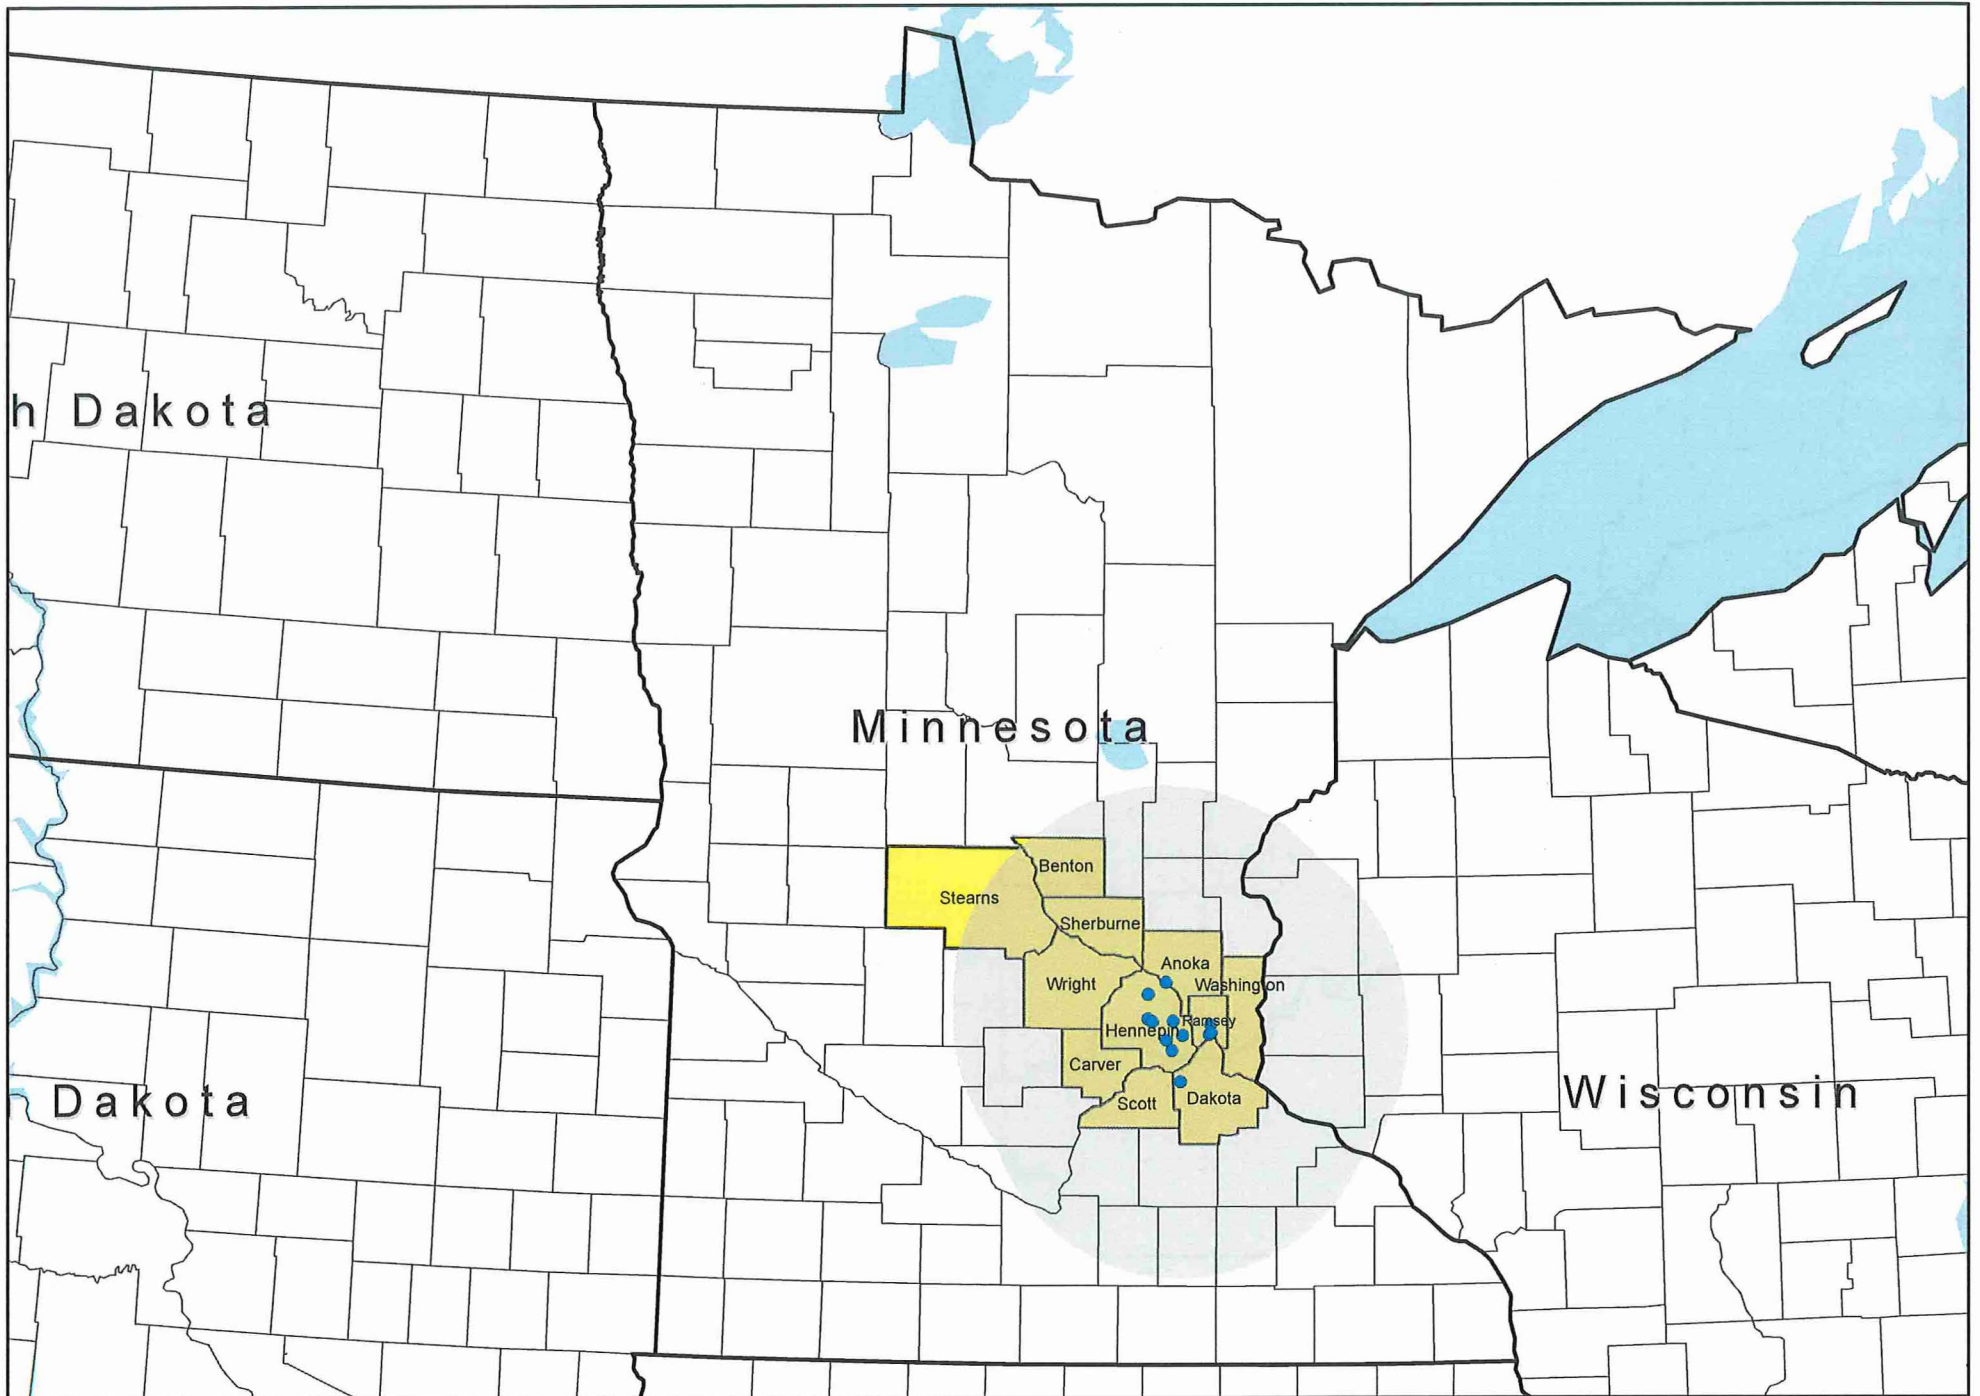 h Dakota
Minnesota
Benton
Stearns
Sherburne
Anoka
Wright
Washington
Ramsey
Hennepin
Carver
Dakota
Scott
Dakota
Wisconsin